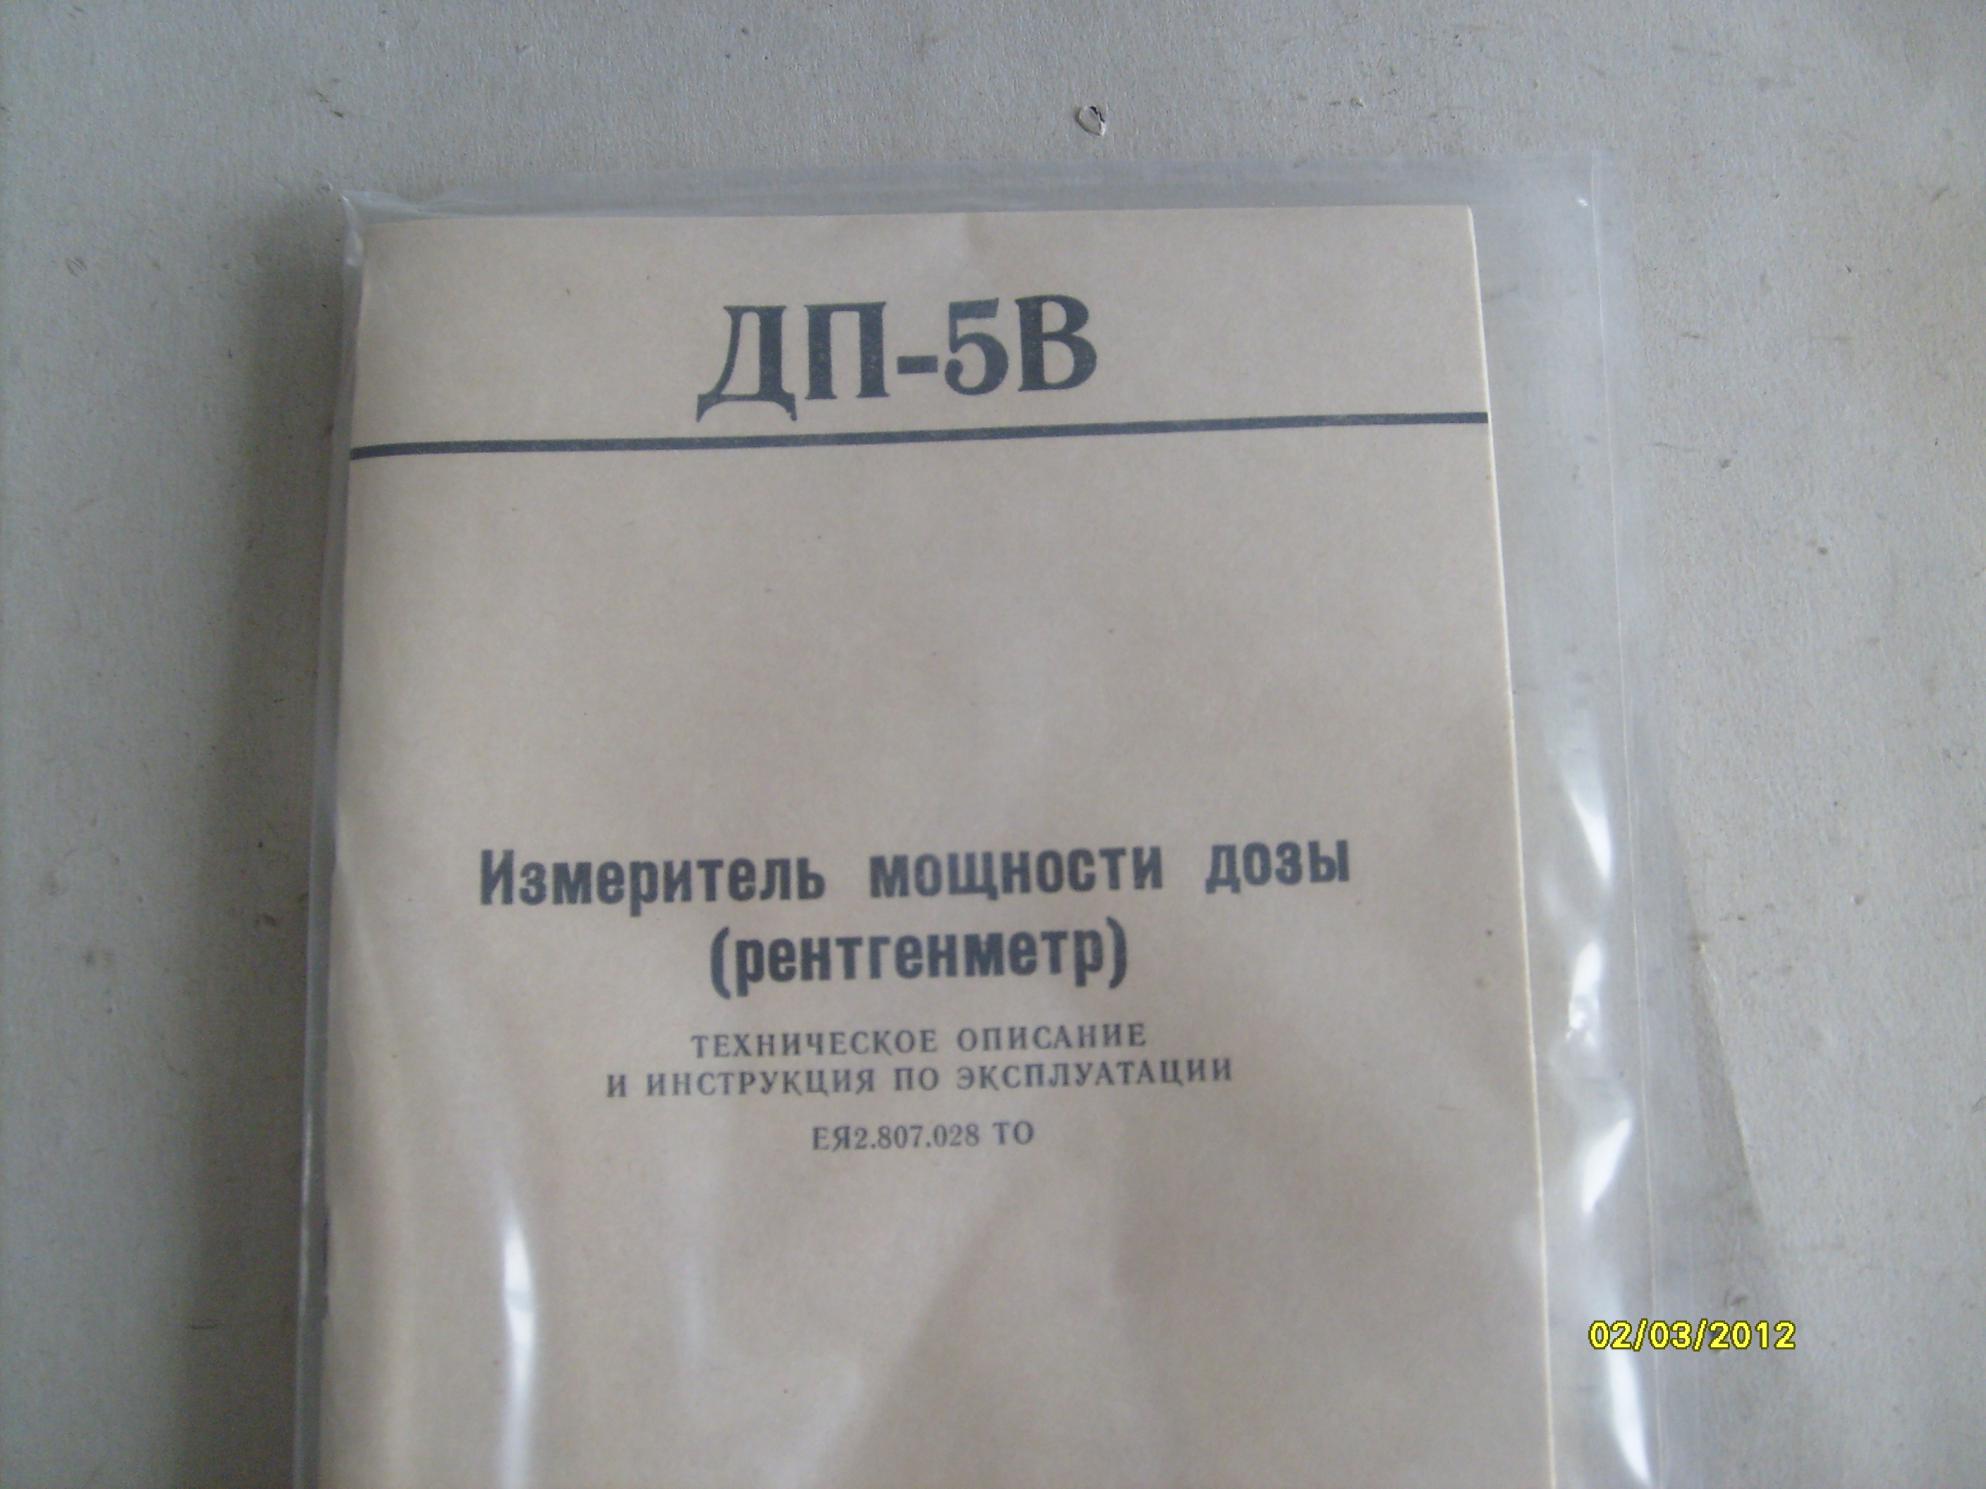 ДП-5В
Измеритель мощности дозы
(рентгенметр)
ТЕХНИЧЕСКОЕ ОПИСАНИЕ
И ИНСТРУКЦИЯ ПО ЭКСПЛУАТАЦИИ
ЕЯ2.807.028 ТО
02/03/2012